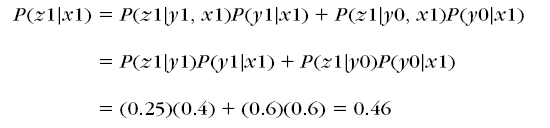 P(z1|x1) = P(z1|y1, x1)P(y1|x1) + P(z1|y0, x1)P(y0|x1)
= P(z1|y1)P(y1|x1) + P(z1|y0)P(y0|x1)
= (0.25)(0.4) + (0.6)(0.6) = 0.46